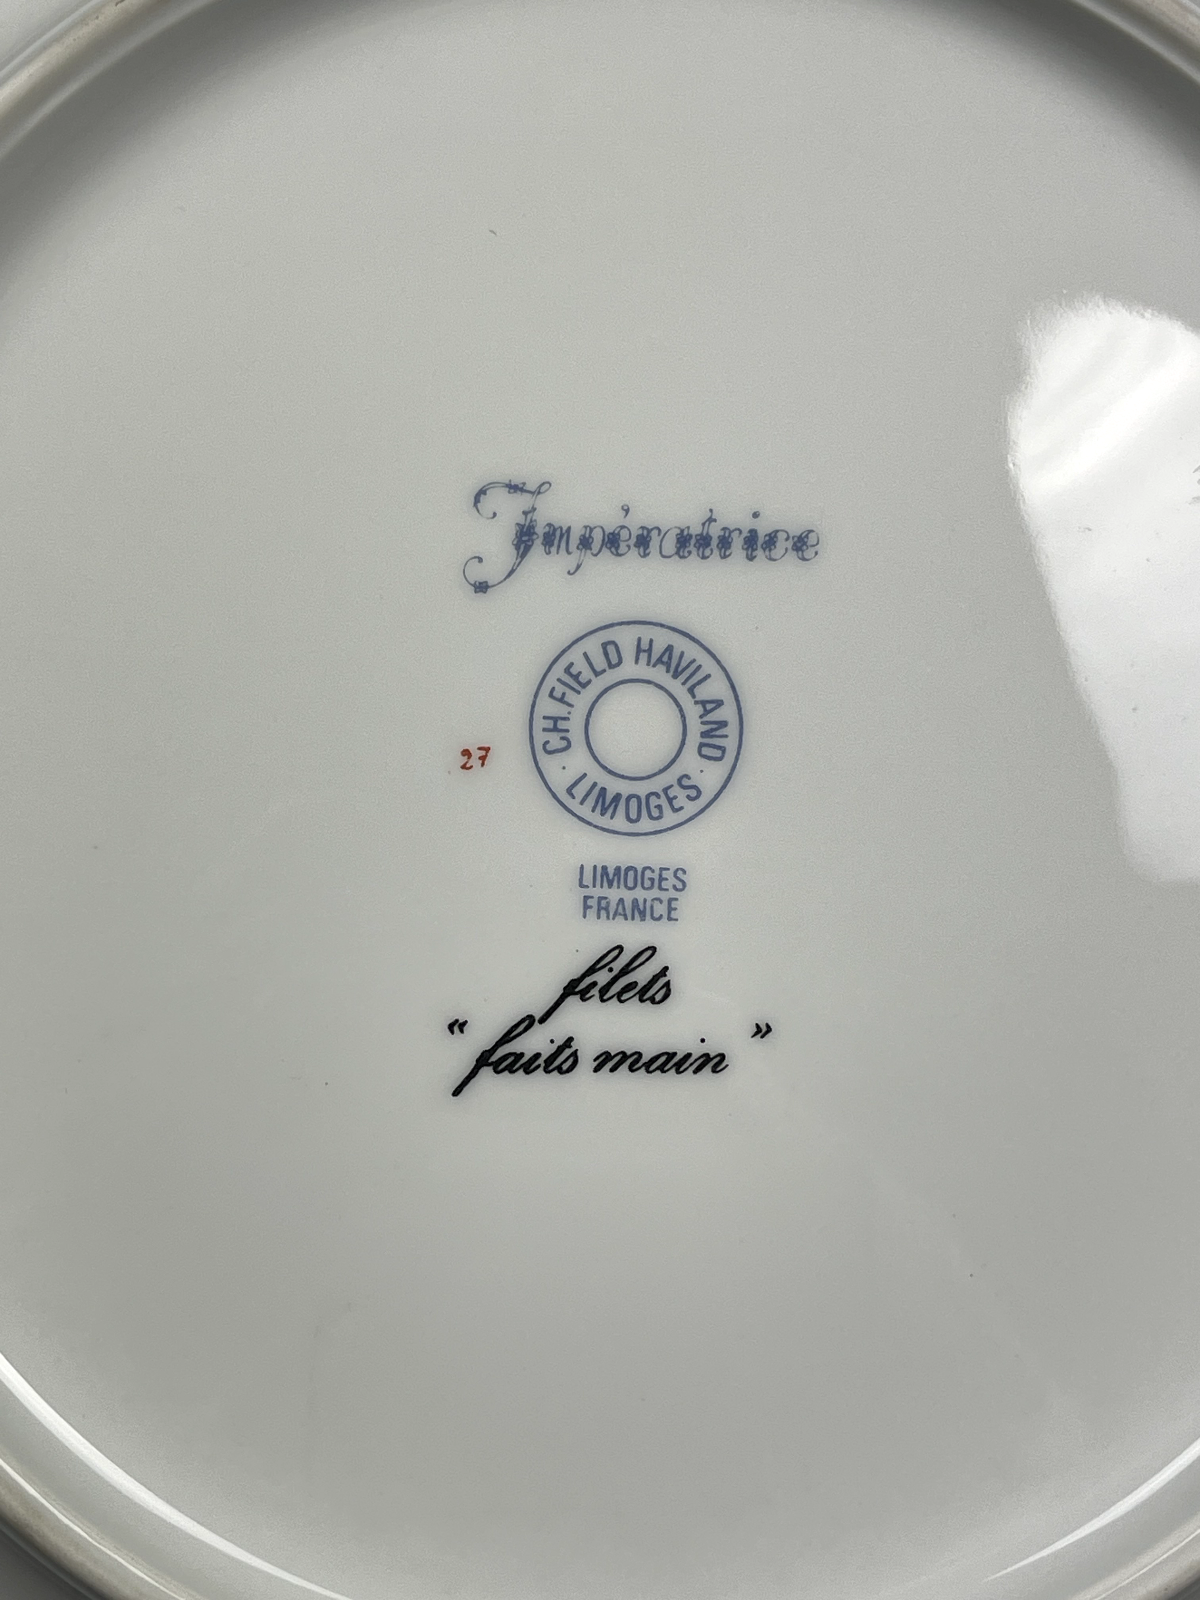 Impératrice
CH. FIELD HAVILAND
· LIMOGES ·
27
LIMOGES
FRANCE
filets
“ faits main ”